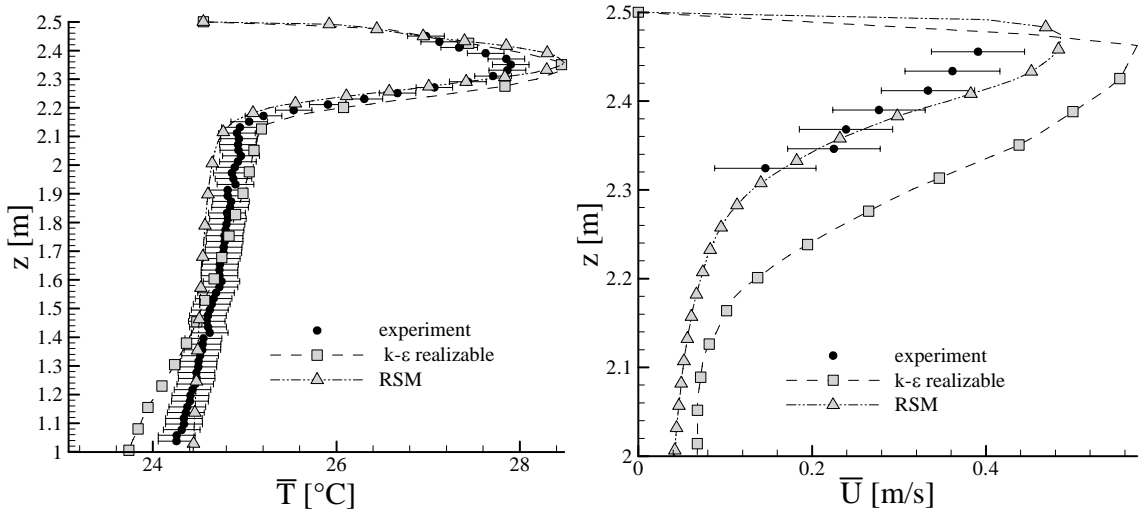 2.5
2.4
2.3
2.2
2.1
2
1.9
1.8
1.7
1.6
1.5
1.4
1.3
1.2
1.1
1
z [m]
24
25
26
28
T̅ [°C]
experiment
k-ε realizable
RSM
2.5
2.4
2.3
2.2
2.1
2
z [m]
0
0.2
0.4
U̅ [m/s]
experiment
k-ε realizable
RSM